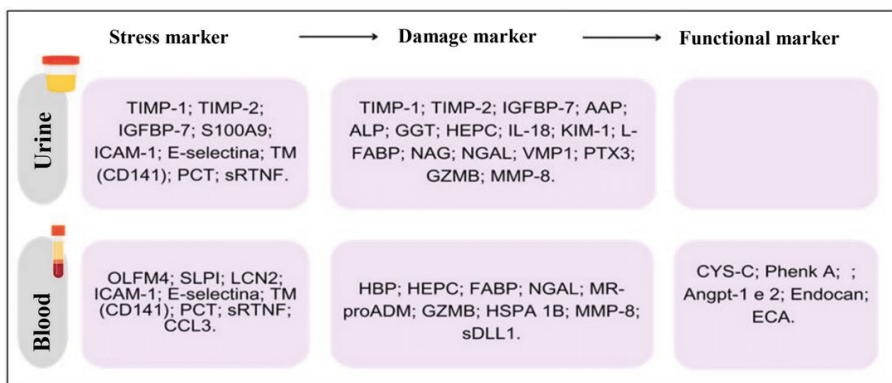 Stress marker
Damage marker
Functional marker
Urine
TIMP-1; TIMP-2;
IGFBP-7; S100A9;
ICAM-1; E-selectina; TM
(CD141); PCT; sRTNF.
TIMP-1; TIMP-2; IGFBP-7; AAP;
ALP; GGT; HEPC; IL-18; KIM-1; L-
FABP; NAG; NGAL; VMP1; PTX3;
GZMB; MMP-8.
Blood
OLFM4; SLPI; LCN2;
ICAM-1; E-selectina; TM
(CD141); PCT; sRTNF;
CCL3.
HBP; HEPC; FABP; NGAL; MR-
proADM; GZMB; HSPA 1B; MMP-8;
sDLL1.
CYS-C; Phenk A; ;
Angpt-1 e 2; Endocan;
ECA.